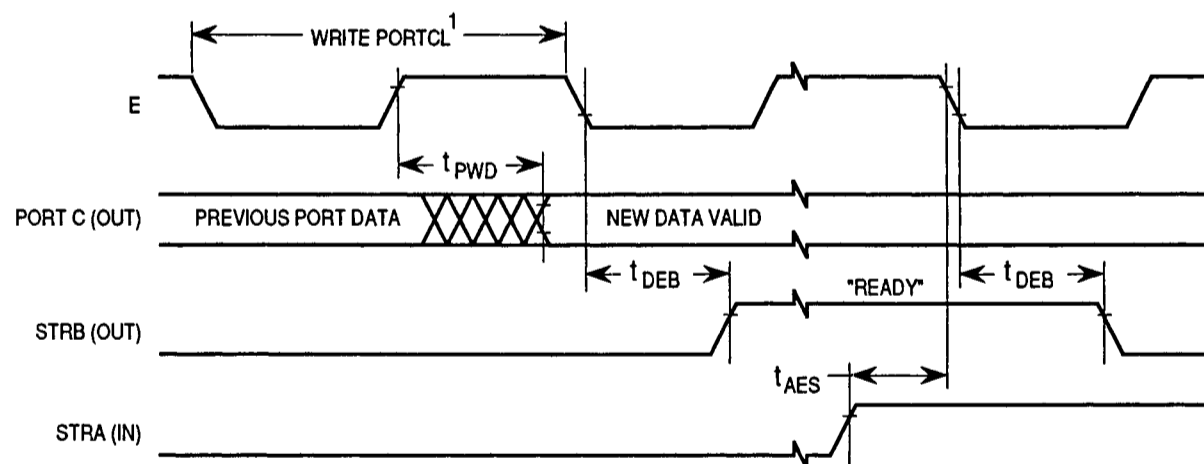 WRITE PORTCL1
E
tPWD
PORT C (OUT)
PREVIOUS PORT DATA
NEW DATA VALID
tDEB
"READY"
tDEB
STRB (OUT)
tAES
STRA (IN)